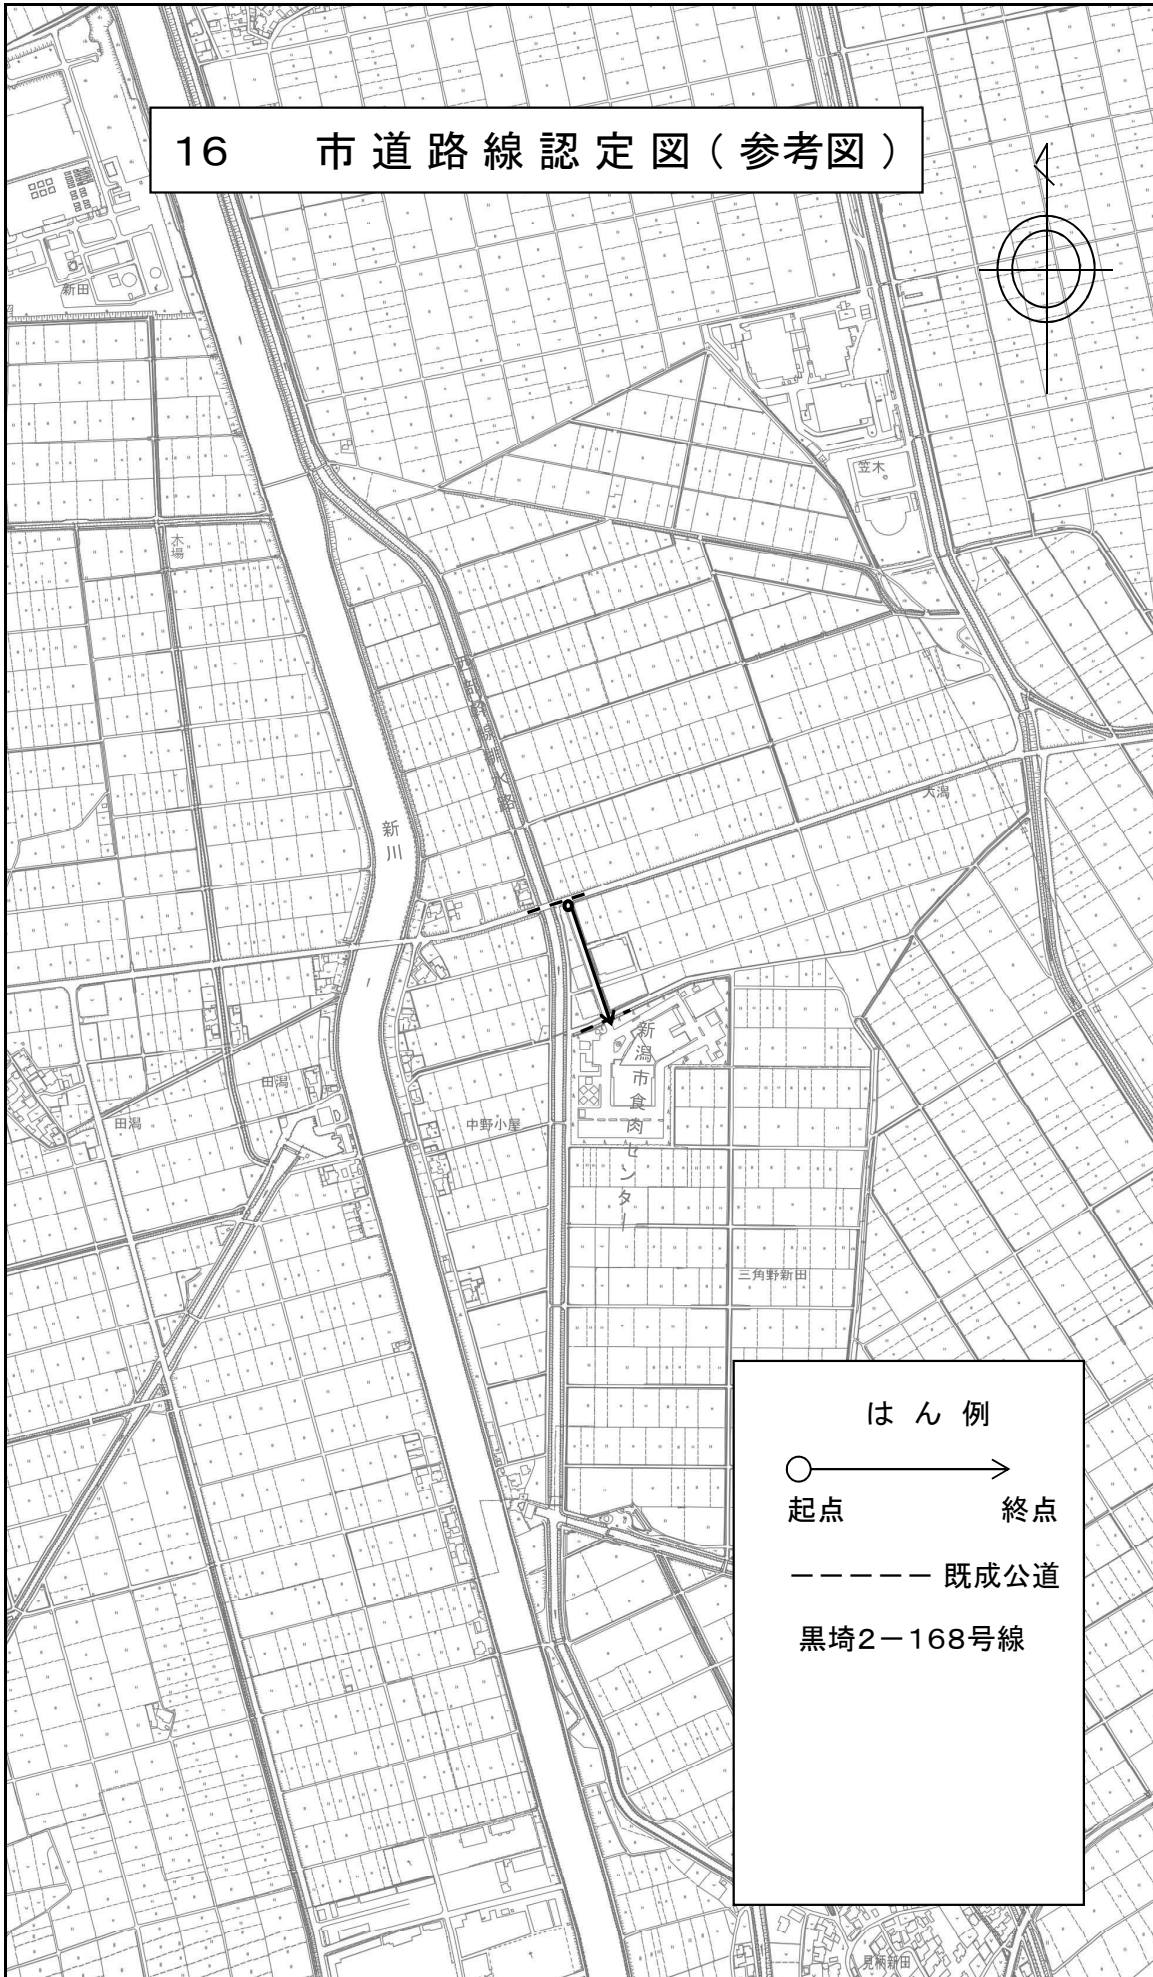 16 市道路線認定図(参考図)
新田
笠木
木場
大潟
新川
新潟市食肉センター
田潟
田潟
中野小屋
三角野新田
はん例
起点 終点
----- 既成公道
黒埼2-168号線
見柄新田